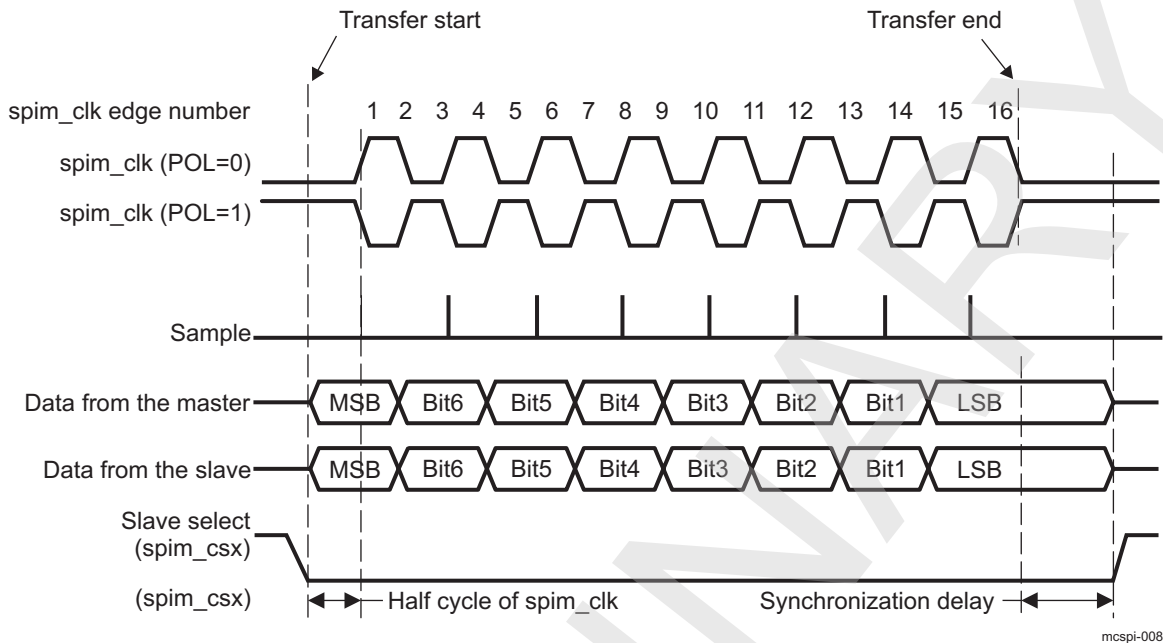 Transfer start Transfer end
spim_clk edge number 1 2 3 4 5 6 7 8 9 10 11 12 13 14 15 16
spim_clk (POL=0)
spim_clk (POL=1)
Sample
Data from the master MSB Bit6 Bit5 Bit4 Bit3 Bit2 Bit1 LSB
Data from the slave MSB Bit6 Bit5 Bit4 Bit3 Bit2 Bit1 LSB
Slave select
(spim_csx)
(spim_csx) Half cycle of spim_clk Synchronization delay
mcspi-008
INARY